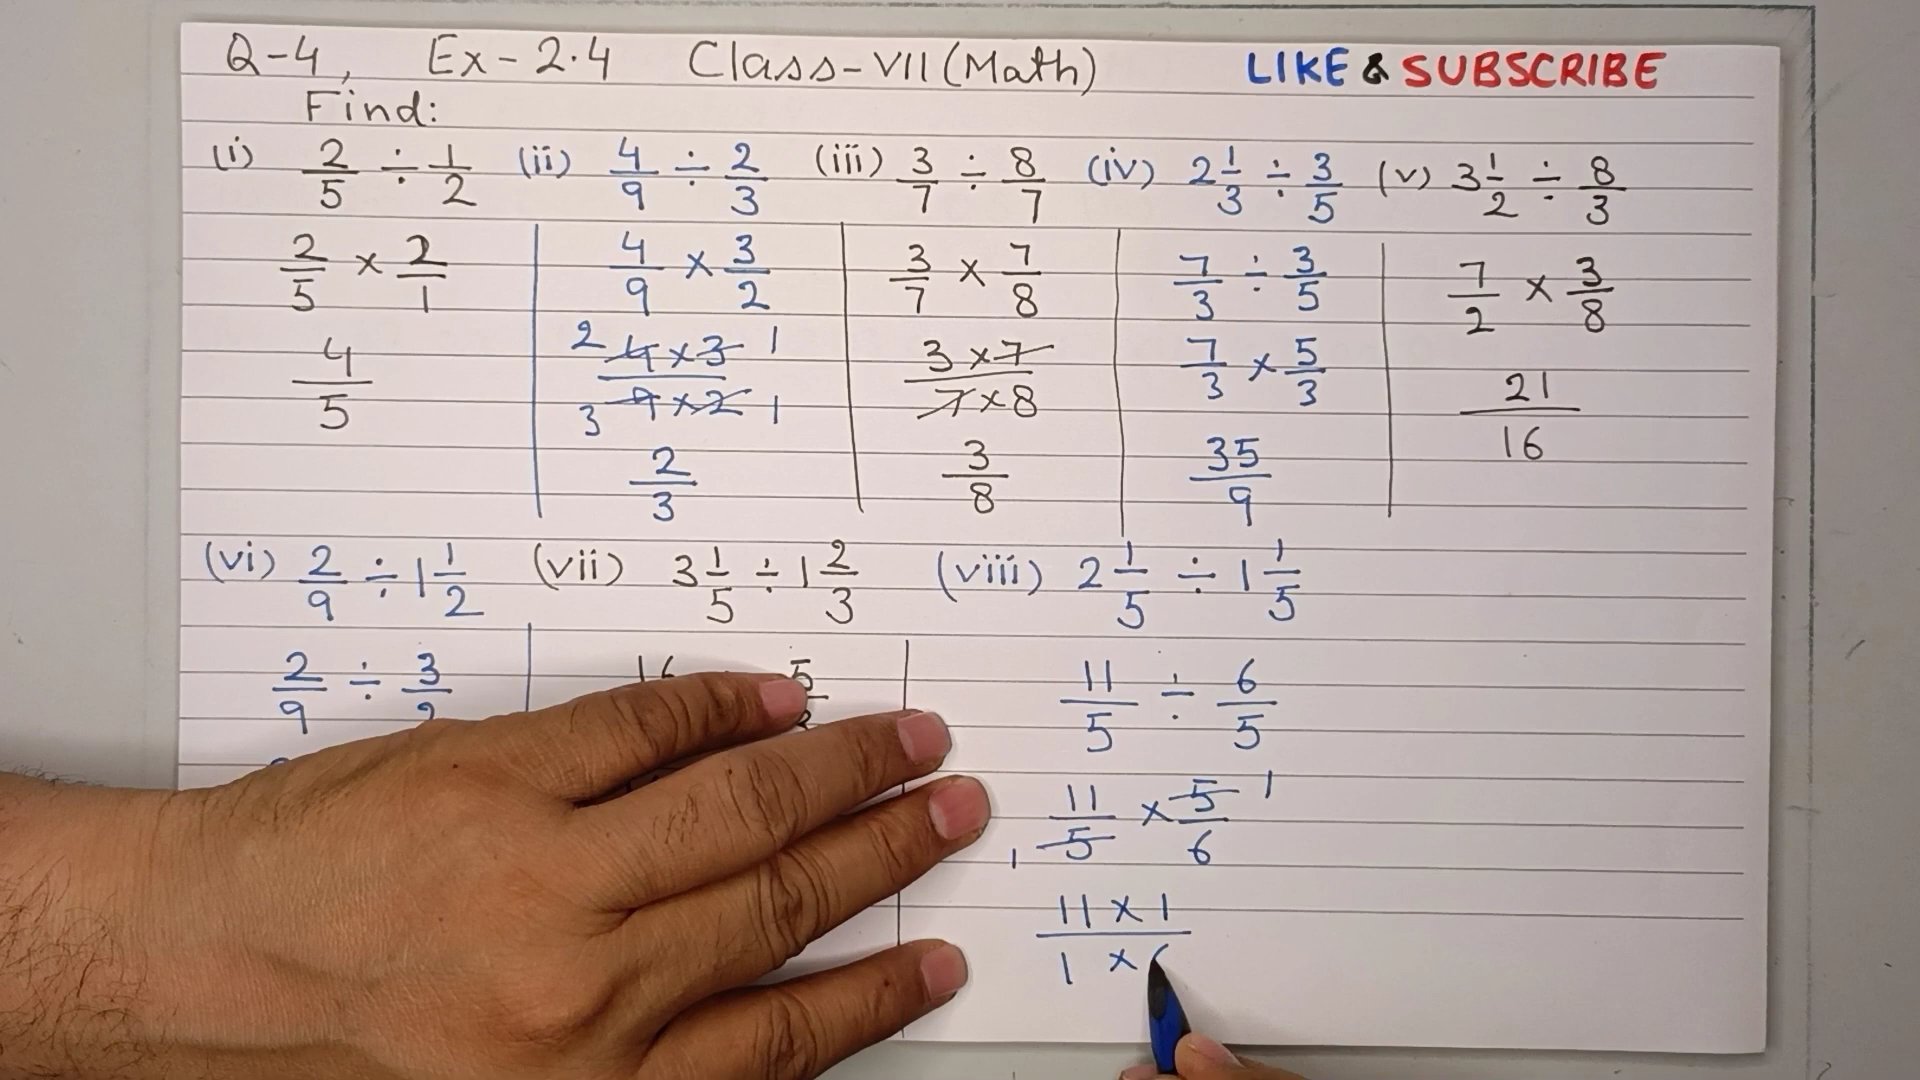 Q-4, Ex-2.4 Class-VII (Math) LIKE & SUBSCRIBE
Find:
(i) 2/5 ÷ 1/2 (ii) 4/9 ÷ 2/3 (iii) 3/7 ÷ 8/7 (iv) 2 1/3 ÷ 3/5 (v) 3 1/2 ÷ 8/3
2/5 × 2/1 4/9 × 3/2 3/7 × 7/8 7/3 ÷ 3/5 7/2 × 3/8
4/5 2 4×3 1 / 3 9×2 1 3×7/7×8 7/3 × 5/3 21/16
2/3 3/8 35/9
(vi) 2/9 ÷ 1 1/2 (vii) 3 1/5 ÷ 1 2/3 (viii) 2 1/5 ÷ 1 1/5
2/9 ÷ 3/2 16 5/3 11/5 ÷ 6/5
11/5 × 5/6 1
1
11 × 1 / 1 ×